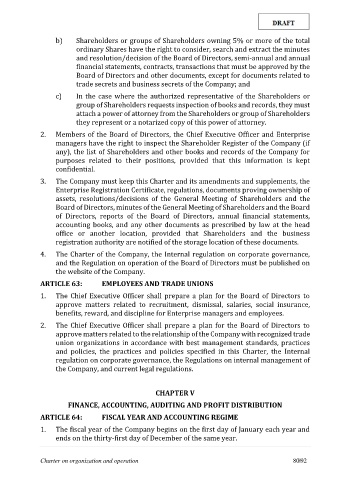 DRAFT
b) Shareholders or groups of Shareholders owning 5% or more of the total
ordinary Shares have the right to consider, search and extract the minutes
and resolution/decision of the Board of Directors, semi-annual and annual
financial statements, contracts, transactions that must be approved by the
Board of Directors and other documents, except for documents related to
trade secrets and business secrets of the Company; and
c) In the case where the authorized representative of the Shareholders or
group of Shareholders requests inspection of books and records, they must
attach a power of attorney from the Shareholders or group of Shareholders
they represent or a notarized copy of this power of attorney.
2. Members of the Board of Directors, the Chief Executive Officer and Enterprise
managers have the right to inspect the Shareholder Register of the Company (if
any), the list of Shareholders and other books and records of the Company for
purposes related to their positions, provided that this information is kept
confidential.
3. The Company must keep this Charter and its amendments and supplements, the
Enterprise Registration Certificate, regulations, documents proving ownership of
assets, resolutions/decisions of the General Meeting of Shareholders and the
Board of Directors, minutes of the General Meeting of Shareholders and the Board
of Directors, reports of the Board of Directors, annual financial statements,
accounting books, and any other documents as prescribed by law at the head
office or another location, provided that Shareholders and the business
registration authority are notified of the storage location of these documents.
4. The Charter of the Company, the Internal regulation on corporate governance,
and the Regulation on operation of the Board of Directors must be published on
the website of the Company.
ARTICLE 63: EMPLOYEES AND TRADE UNIONS
1. The Chief Executive Officer shall prepare a plan for the Board of Directors to
approve matters related to recruitment, dismissal, salaries, social insurance,
benefits, reward, and discipline for Enterprise managers and employees.
2. The Chief Executive Officer shall prepare a plan for the Board of Directors to
approve matters related to the relationship of the Company with recognized trade
union organizations in accordance with best management standards, practices
and policies, the practices and policies specified in this Charter, the Internal
regulation on corporate governance, the Regulations on internal management of
the Company, and current legal regulations.
CHAPTER V
FINANCE, ACCOUNTING, AUDITING AND PROFIT DISTRIBUTION
ARTICLE 64: FISCAL YEAR AND ACCOUNTING REGIME
1. The fiscal year of the Company begins on the first day of January each year and
ends on the thirty-first day of December of the same year.
Charter on organization and operation 80/92